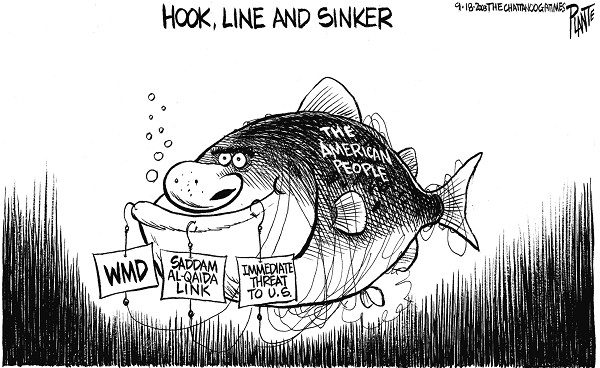 HOOK, LINE AND SINKER
9-18-2003 THE CHATTANOOGA TIMES
PLANTE
THE
AMERICAN
PEOPLE
WMD
SADDAM
AL-QAIDA
LINK
IMMEDIATE
THREAT
TO U.S.